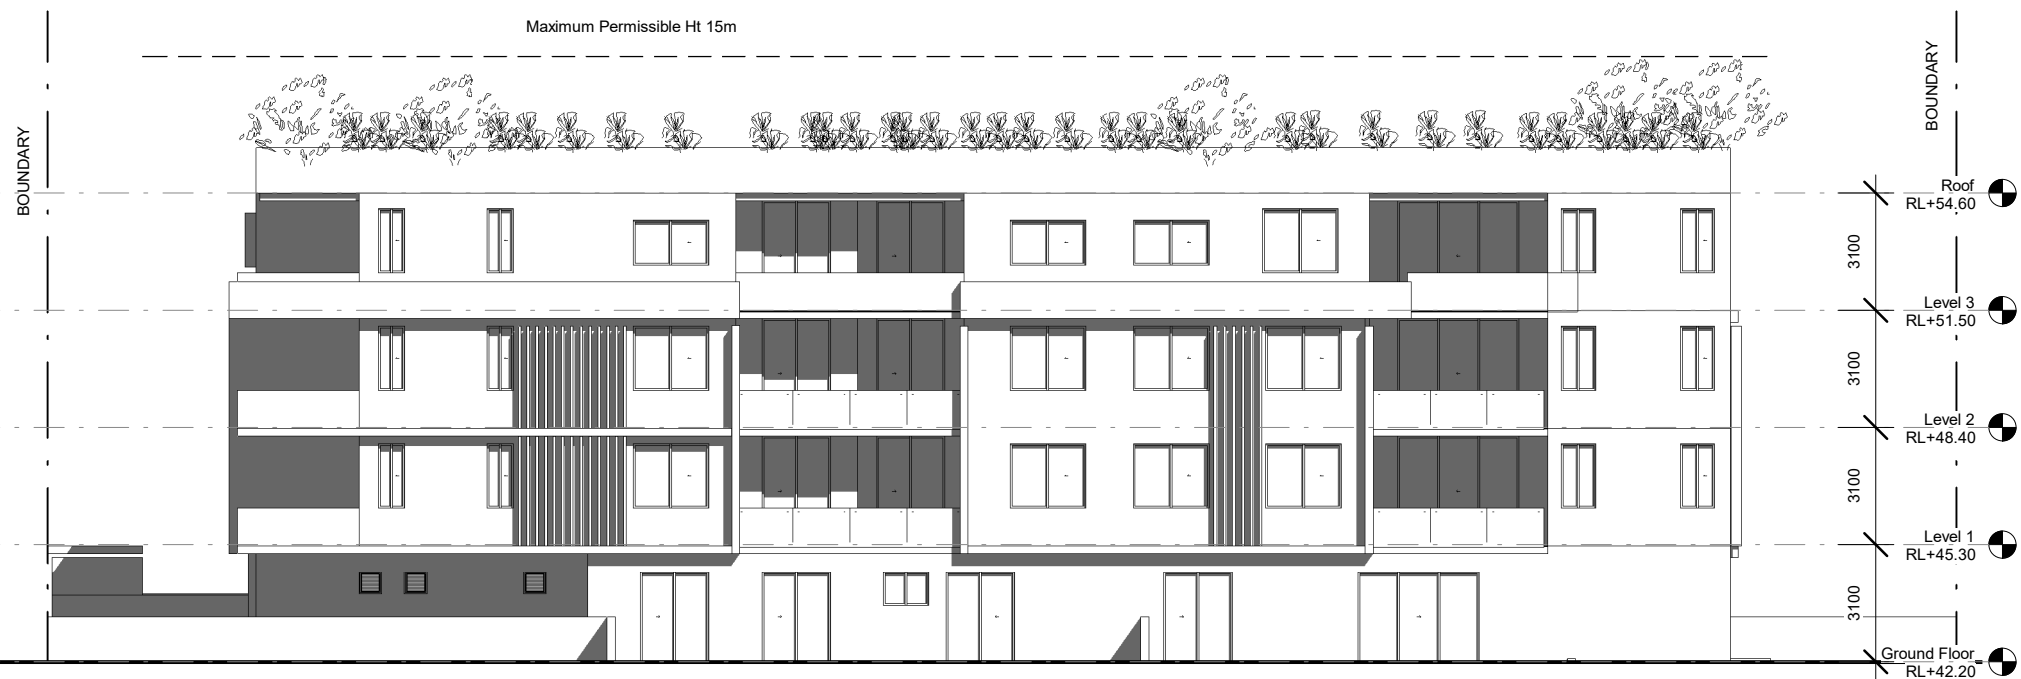 Maximum Permissible Ht 15m
BOUNDARY
BOUNDARY
Roof
RL+54.60
3100
Level 3
RL+51.50
3100
Level 2
RL+48.40
3100
Level 1
RL+45.30
3100
Ground Floor
RL+42.20